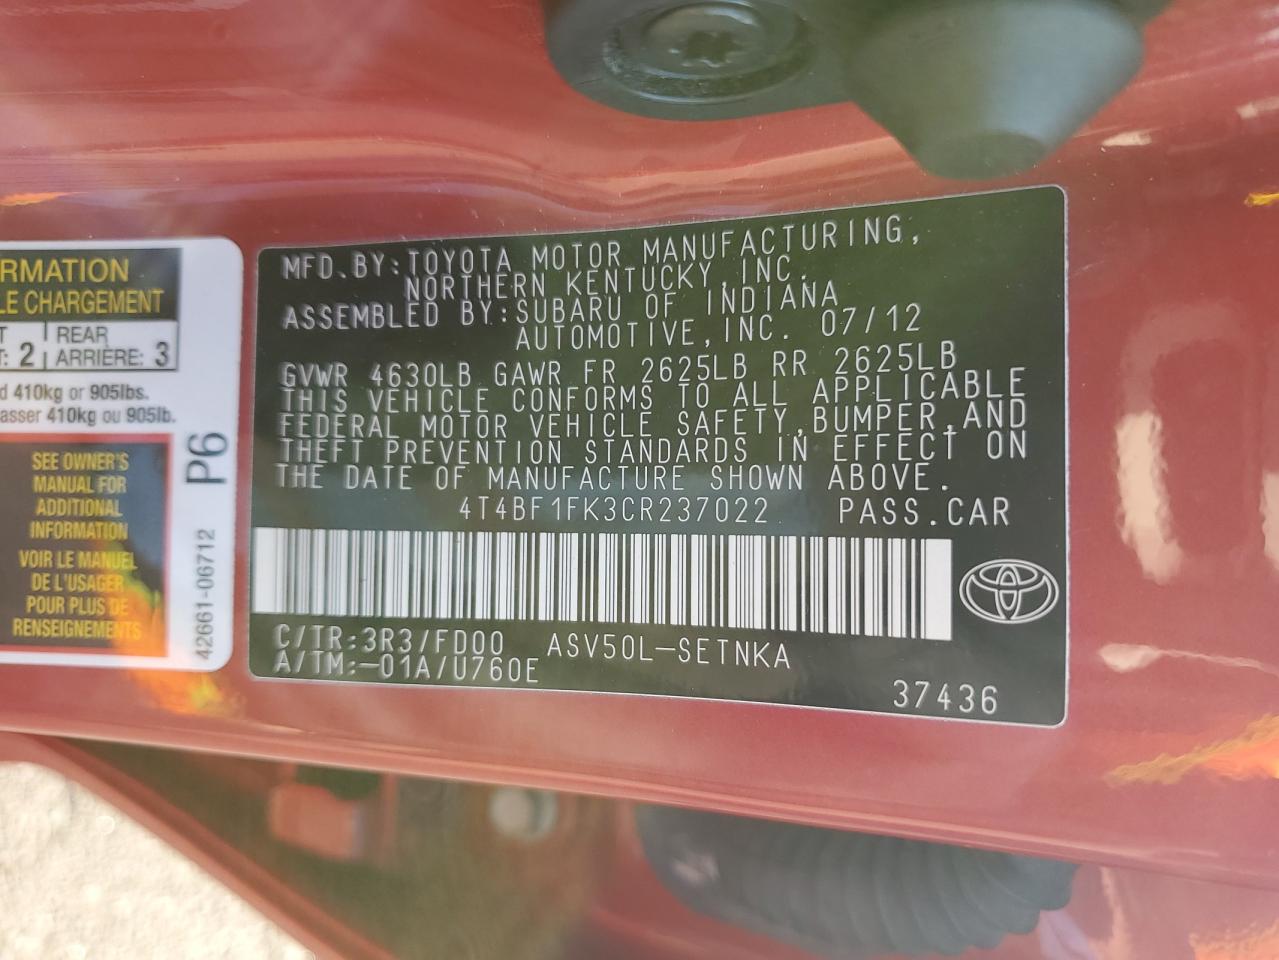 RMATION
LE CHARGEMENT
T REAR
T: 2 ARRIÈRE: 3
d 410kg or 905lbs.
asser 410kg ou 905lb.
SEE OWNER'S
MANUAL FOR
ADDITIONAL
INFORMATION
VOIR LE MANUEL
DE L'USAGER
POUR PLUS DE
RENSEIGNEMENTS
P6
42661-06712
MFD.BY:TOYOTA MOTOR MANUFACTURING,
NORTHERN KENTUCKY,INC.
ASSEMBLED BY:SUBARU OF INDIANA
AUTOMOTIVE,INC. 07/12
GVWR 4630LB GAWR FR 2625LB RR 2625LB
THIS VEHICLE CONFORMS TO ALL APPLICABLE
FEDERAL MOTOR VEHICLE SAFETY,BUMPER,AND
THEFT PREVENTION STANDARDS IN EFFECT ON
THE DATE OF MANUFACTURE SHOWN ABOVE.
4T4BF1FK3CR237022 PASS.CAR
C/TR:3R3/FD00 ASV50L-SETNKA
A/TM:-01A/U760E
37436